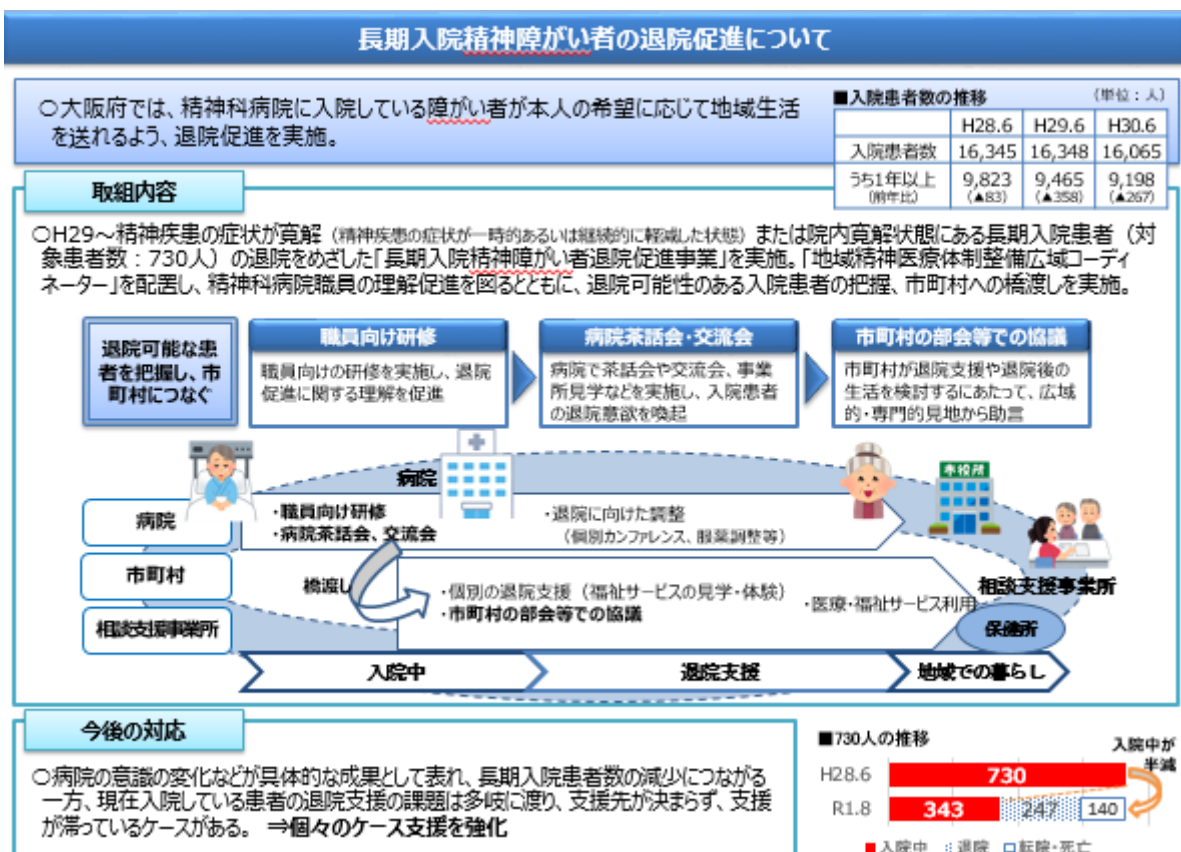 長期入院精神障がい者の退院促進について
○大阪府では、精神科病院に入院している障がい者が本人の希望に応じて地域生活
を送れるよう、退院促進を実施。
■入院患者数の推移 （単位：人）
H28.6 H29.6 H30.6
入院患者数 16,345 16,348 16,065
うち1年以上 9,823 9,465 9,198
（前年比） （▲83） （▲358） （▲267）
取組内容
○H29～精神疾患の症状が寛解（精神疾患の症状が一時的あるいは継続的に軽減した状態）または院内寛解状態にある長期入院患者（対
象患者数：730人）の退院をめざした「長期入院精神障がい者退院促進事業」を実施。「地域精神医療体制整備広域コーディ
ネーター」を配置し、精神科病院職員の理解促進を図るとともに、退院可能性のある入院患者の把握、市町村への橋渡しを実施。
退院可能な患
者を把握し、市
町村につなぐ
職員向け研修
職員向けの研修を実施し、退院
促進に関する理解を促進
病院茶話会・交流会
病院で茶話会や交流会、事業
所見学などを実施し、入院患者
の退院意欲を喚起
市町村の部会等での協議
市町村が退院支援や退院後の
生活を検討するにあたって、広域
的・専門的見地から助言
病院
市役所
病院
・職員向け研修
・病院茶話会、交流会
・退院に向けた調整
（個別カンファレンス、服薬調整等）
市町村
橋渡し
・個別の退院支援（福祉サービスの見学・体験）
・市町村の部会等での協議
・医療・福祉サービス利用
相談支援事業所
相談支援事業所
保健所
入院中 退院支援 地域での暮らし
今後の対応
○病院の意識の変化などが具体的な成果として表れ、長期入院患者数の減少につながる
一方、現在入院している患者の退院支援の課題は多岐に渡り、支援先が決まらず、支援
が滞っているケースがある。 ⇒個々のケース支援を強化
■730人の推移
入院中が
半減
H28.6 730
R1.8 343 247 140
■入院中 退院 □転院・死亡